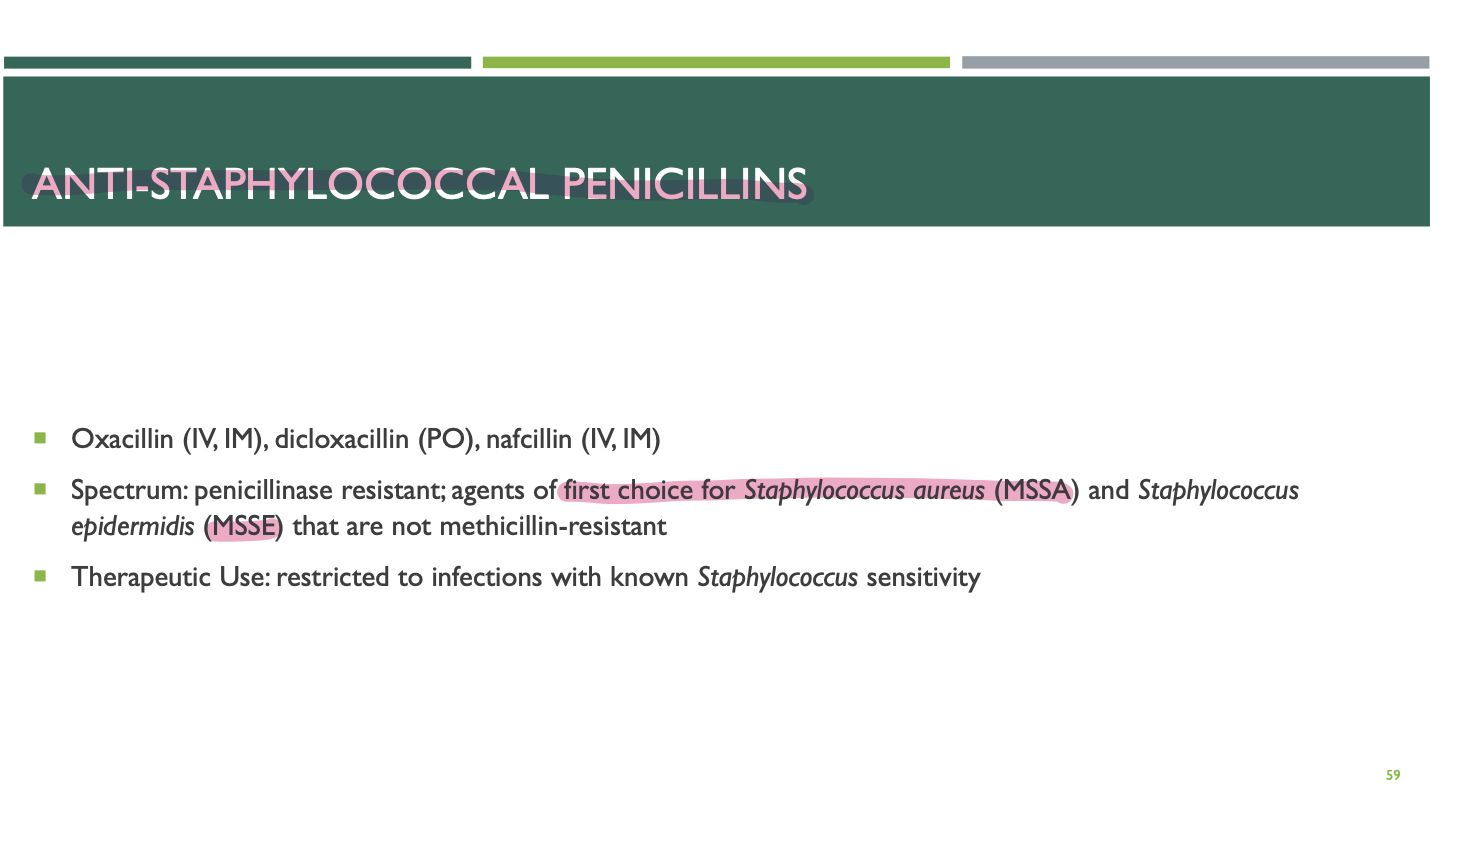 ANTI-STAPHYLOCOCCAL PENICILLINS
Oxacillin (IV, IM), dicloxacillin (PO), nafcillin (IV, IM)
Spectrum: penicillinase resistant; agents of first choice for Staphylococcus aureus (MSSA) and Staphylococcus
epidermidis (MSSE) that are not methicillin-resistant
Therapeutic Use: restricted to infections with known Staphylococcus sensitivity
59